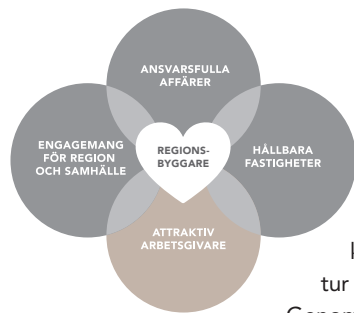 ANSVARSFULLA
AFFÄRER
ENGAGEMANG
FÖR REGION
OCH SAMHÄLLE
REGIONS-
BYGGARE
HÅLLBARA
FASTIGHETER
ATTRAKTIV
ARBETSGIVARE
tur